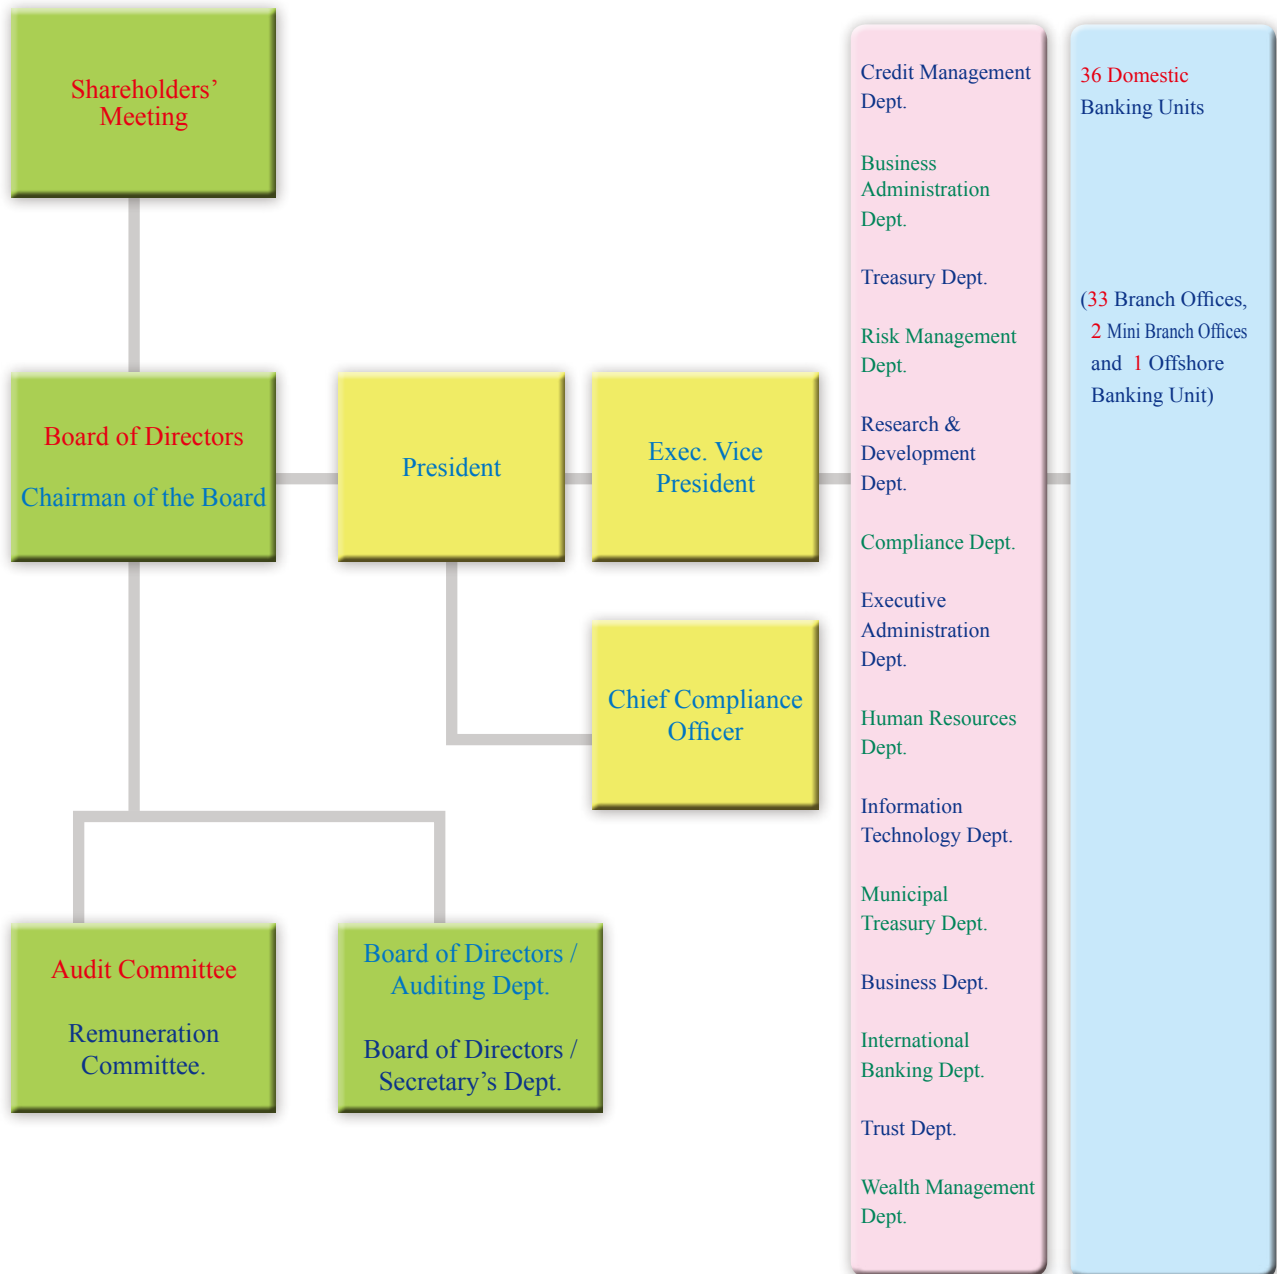 Shareholders’
Meeting
Board of Directors
Chairman of the Board
President
Exec. Vice
President
Chief Compliance
Officer
Audit Committee
Remuneration
Committee.
Board of Directors /
Auditing Dept.
Board of Directors /
Secretary’s Dept.
Credit Management
Dept.
Business
Administration
Dept.
Treasury Dept.
Risk Management
Dept.
Research &
Development
Dept.
Compliance Dept.
Executive
Administration
Dept.
Human Resources
Dept.
Information
Technology Dept.
Municipal
Treasury Dept.
Business Dept.
International
Banking Dept.
Trust Dept.
Wealth Management
Dept.
36 Domestic
Banking Units
(33 Branch Offices,
2 Mini Branch Offices
and 1 Offshore
Banking Unit)